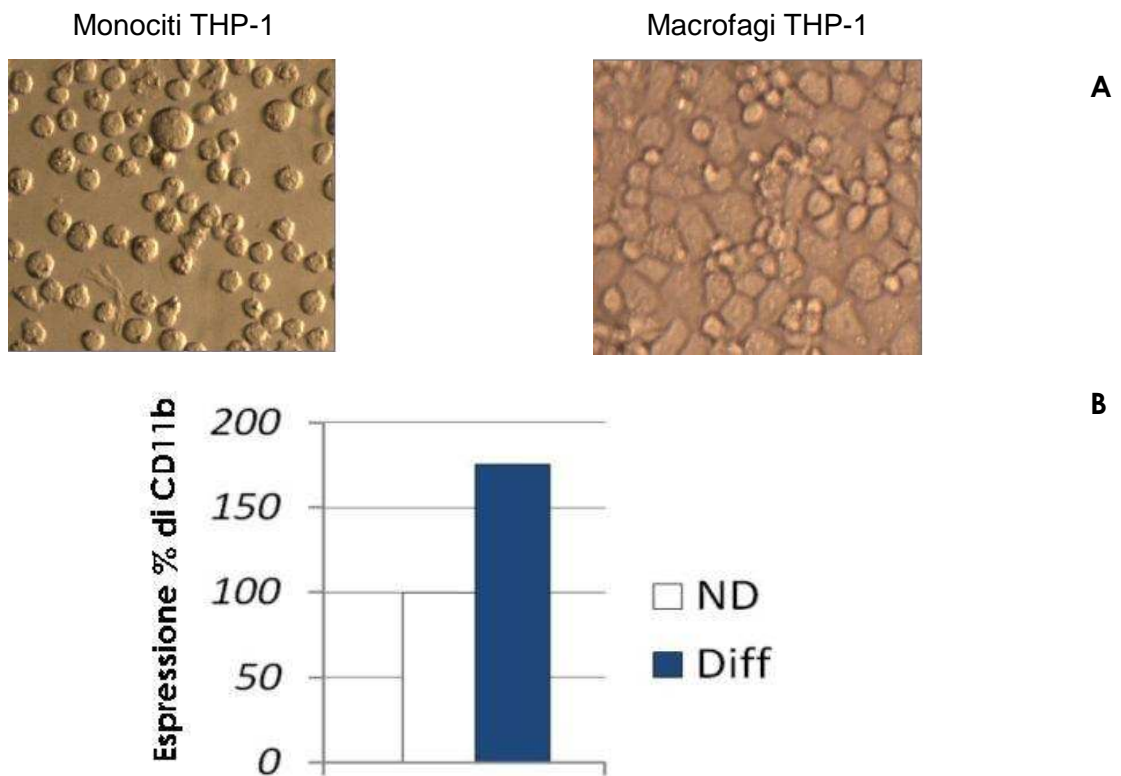 Monociti THP-1
Macrofagi THP-1
A
B
Espressione % di CD11b
200
150
100
50
0
ND
Diff